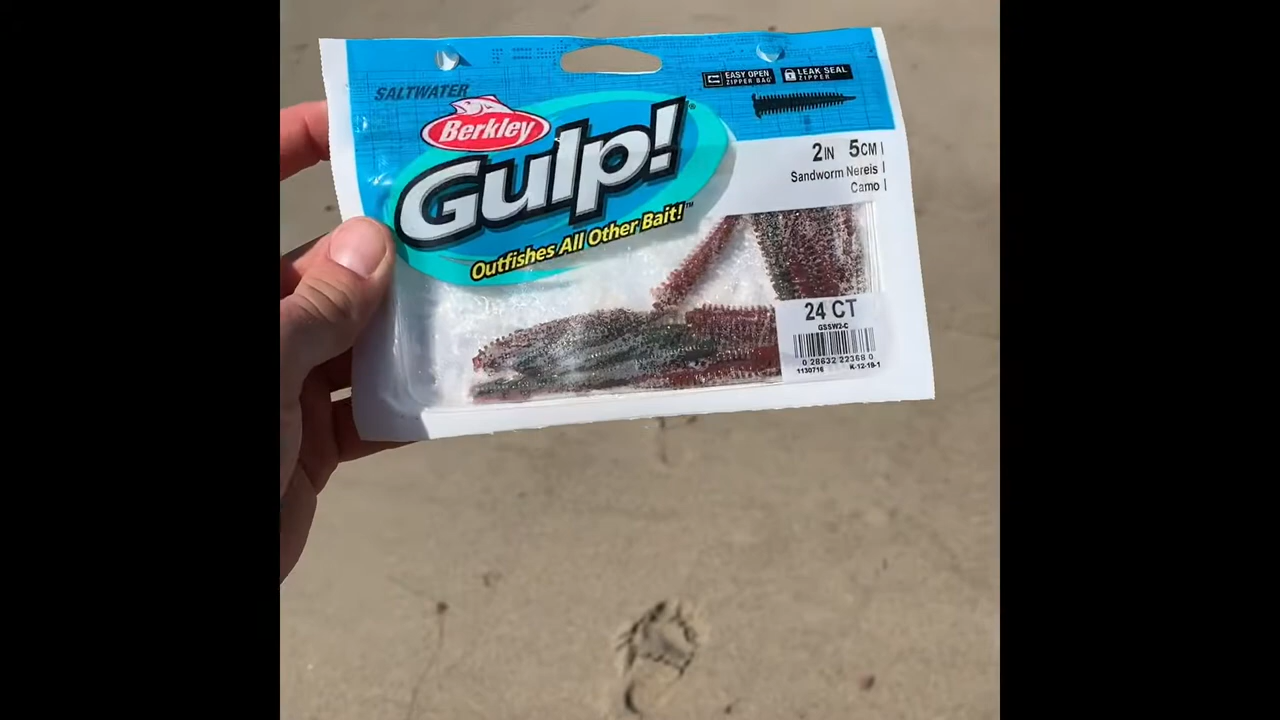 SALTWATER
Berkley
Gulp!
Outfishes All Other Bait!™
EASY OPEN
ZIPPER BAG
LEAK SEAL
ZIPPER
2IN 5CM
Sandworm Nereis
Camo
24 CT
GSSW2-C
0 28632 22368 0
1130716 K-12-19-1